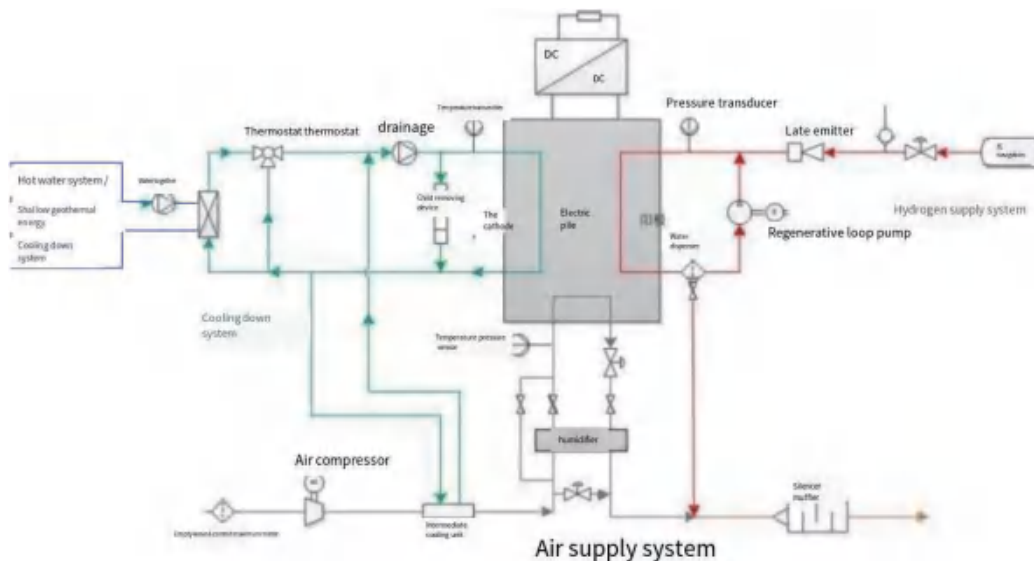 DC
DC
Pressure transducer
Thermostat thermostat
drainage
Late emitter
Hot water system /
Shallow geothermal
energy
Cooling down
system
device
The
cathode
Electric
pile
Hydrogen supply system
Water
dispenser
Regenerative loop pump
Cooling down
system
Temperature pressure
sensor
humidifier
Air compressor
Silencer
muffler
Intermediate
cooling unit
Air supply system